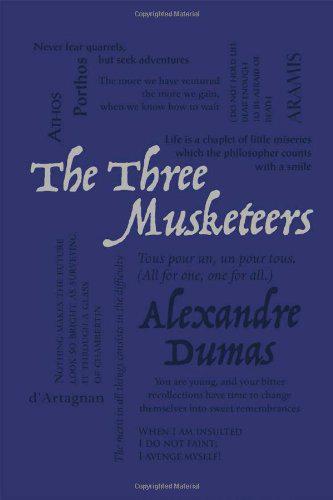 Copyrighted Material
Never fear quarrels,
but seek adventures
ATHOS
Porthos
The more we have ventured
the more we gain,
when we know how to wait
I DO NOT HOLD LIFE
DEAR ENOUGH
TO BE AFRAID OF
DEATH
ARAMIS
Life is a chaplet of little miseries
which the philosopher counts
with a smile
The Three
Musketeers
Tous pour un, un pour tous.
(All for one, one for all.)
Alexandre
Dumas
NOTHING MAKES THE FUTURE
LOOK SO BRIGHT AS SURVEYING
IT THROUGH A GLASS
OF CHAMBERTIN
d'Artagnan
The merit in all things consists in the difficulty
You are young, and your bitter
recollections have time to change
themselves into sweet remembrances
WHEN I AM INSULTED
I DO NOT FAINT;
I AVENGE MYSELF!
Copyrighted Material